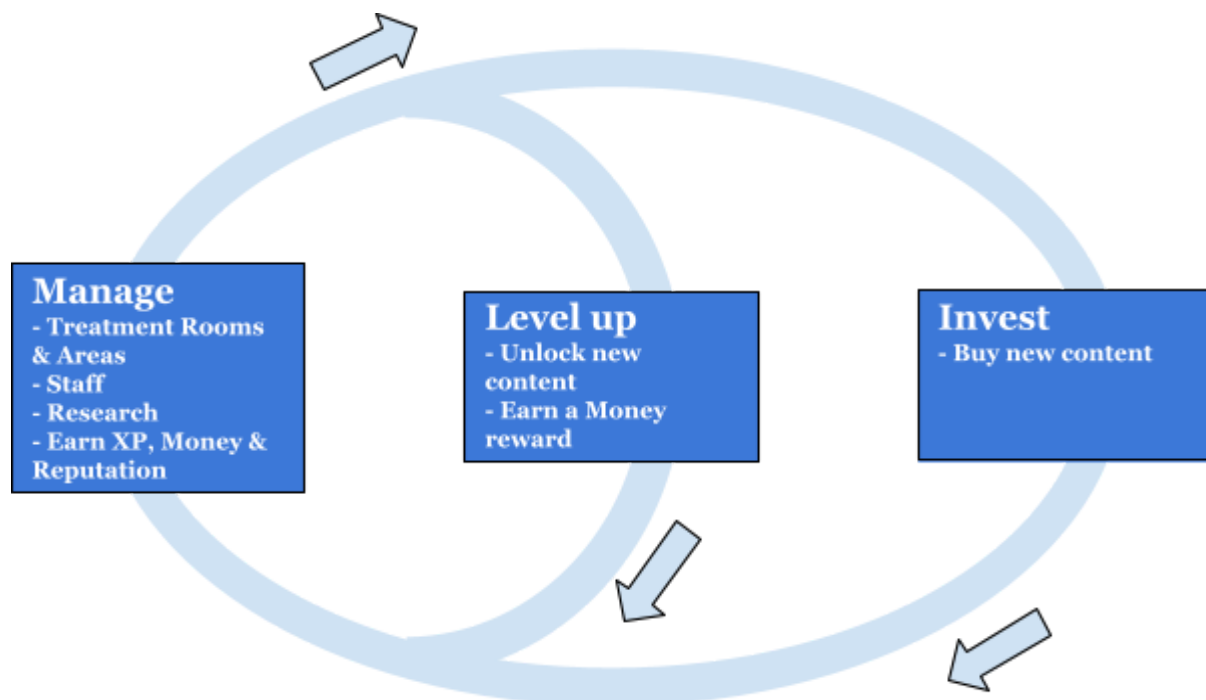 Manage
- Treatment Rooms
& Areas
- Staff
- Research
- Earn XP, Money &
Reputation
Level up
- Unlock new
content
- Earn a Money
reward
Invest
- Buy new content